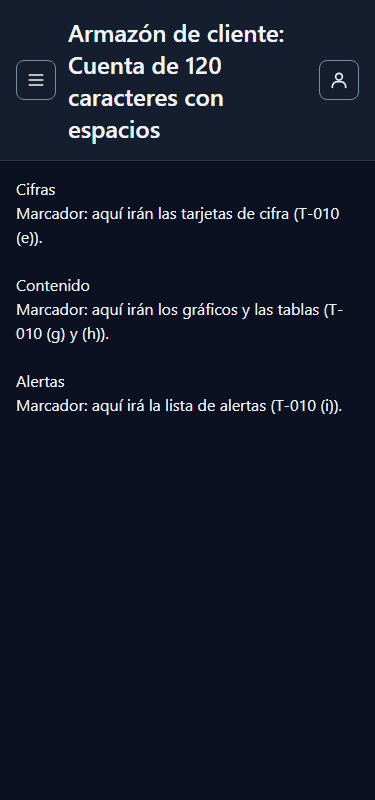 Armazón de cliente:
Cuenta de 120
caracteres con
espacios
Cifras
Marcador: aquí irán las tarjetas de cifra (T-010
(e)).
Contenido
Marcador: aquí irán los gráficos y las tablas (T-
010 (g) y (h)).
Alertas
Marcador: aquí irá la lista de alertas (T-010 (i)).